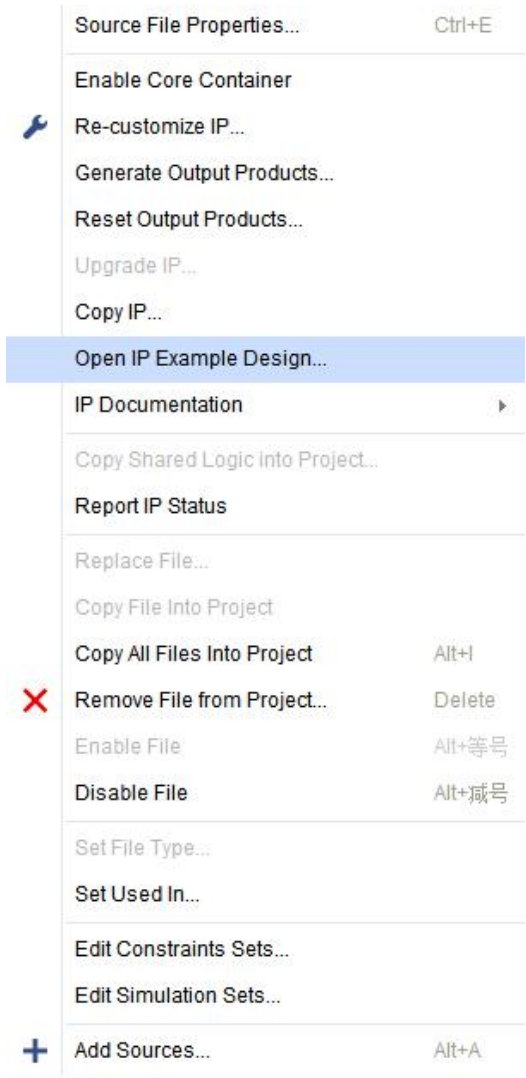 Source File Properties... Ctrl+E
Enable Core Container
Re-customize IP...
Generate Output Products...
Reset Output Products...
Upgrade IP...
Copy IP...
Open IP Example Design...
IP Documentation
Copy Shared Logic into Project...
Report IP Status
Replace File...
Copy File Into Project
Copy All Files Into Project Alt+I
Remove File from Project... Delete
Enable File Alt+等号
Disable File Alt+减号
Set File Type...
Set Used In...
Edit Constraints Sets...
Edit Simulation Sets...
Add Sources... Alt+A